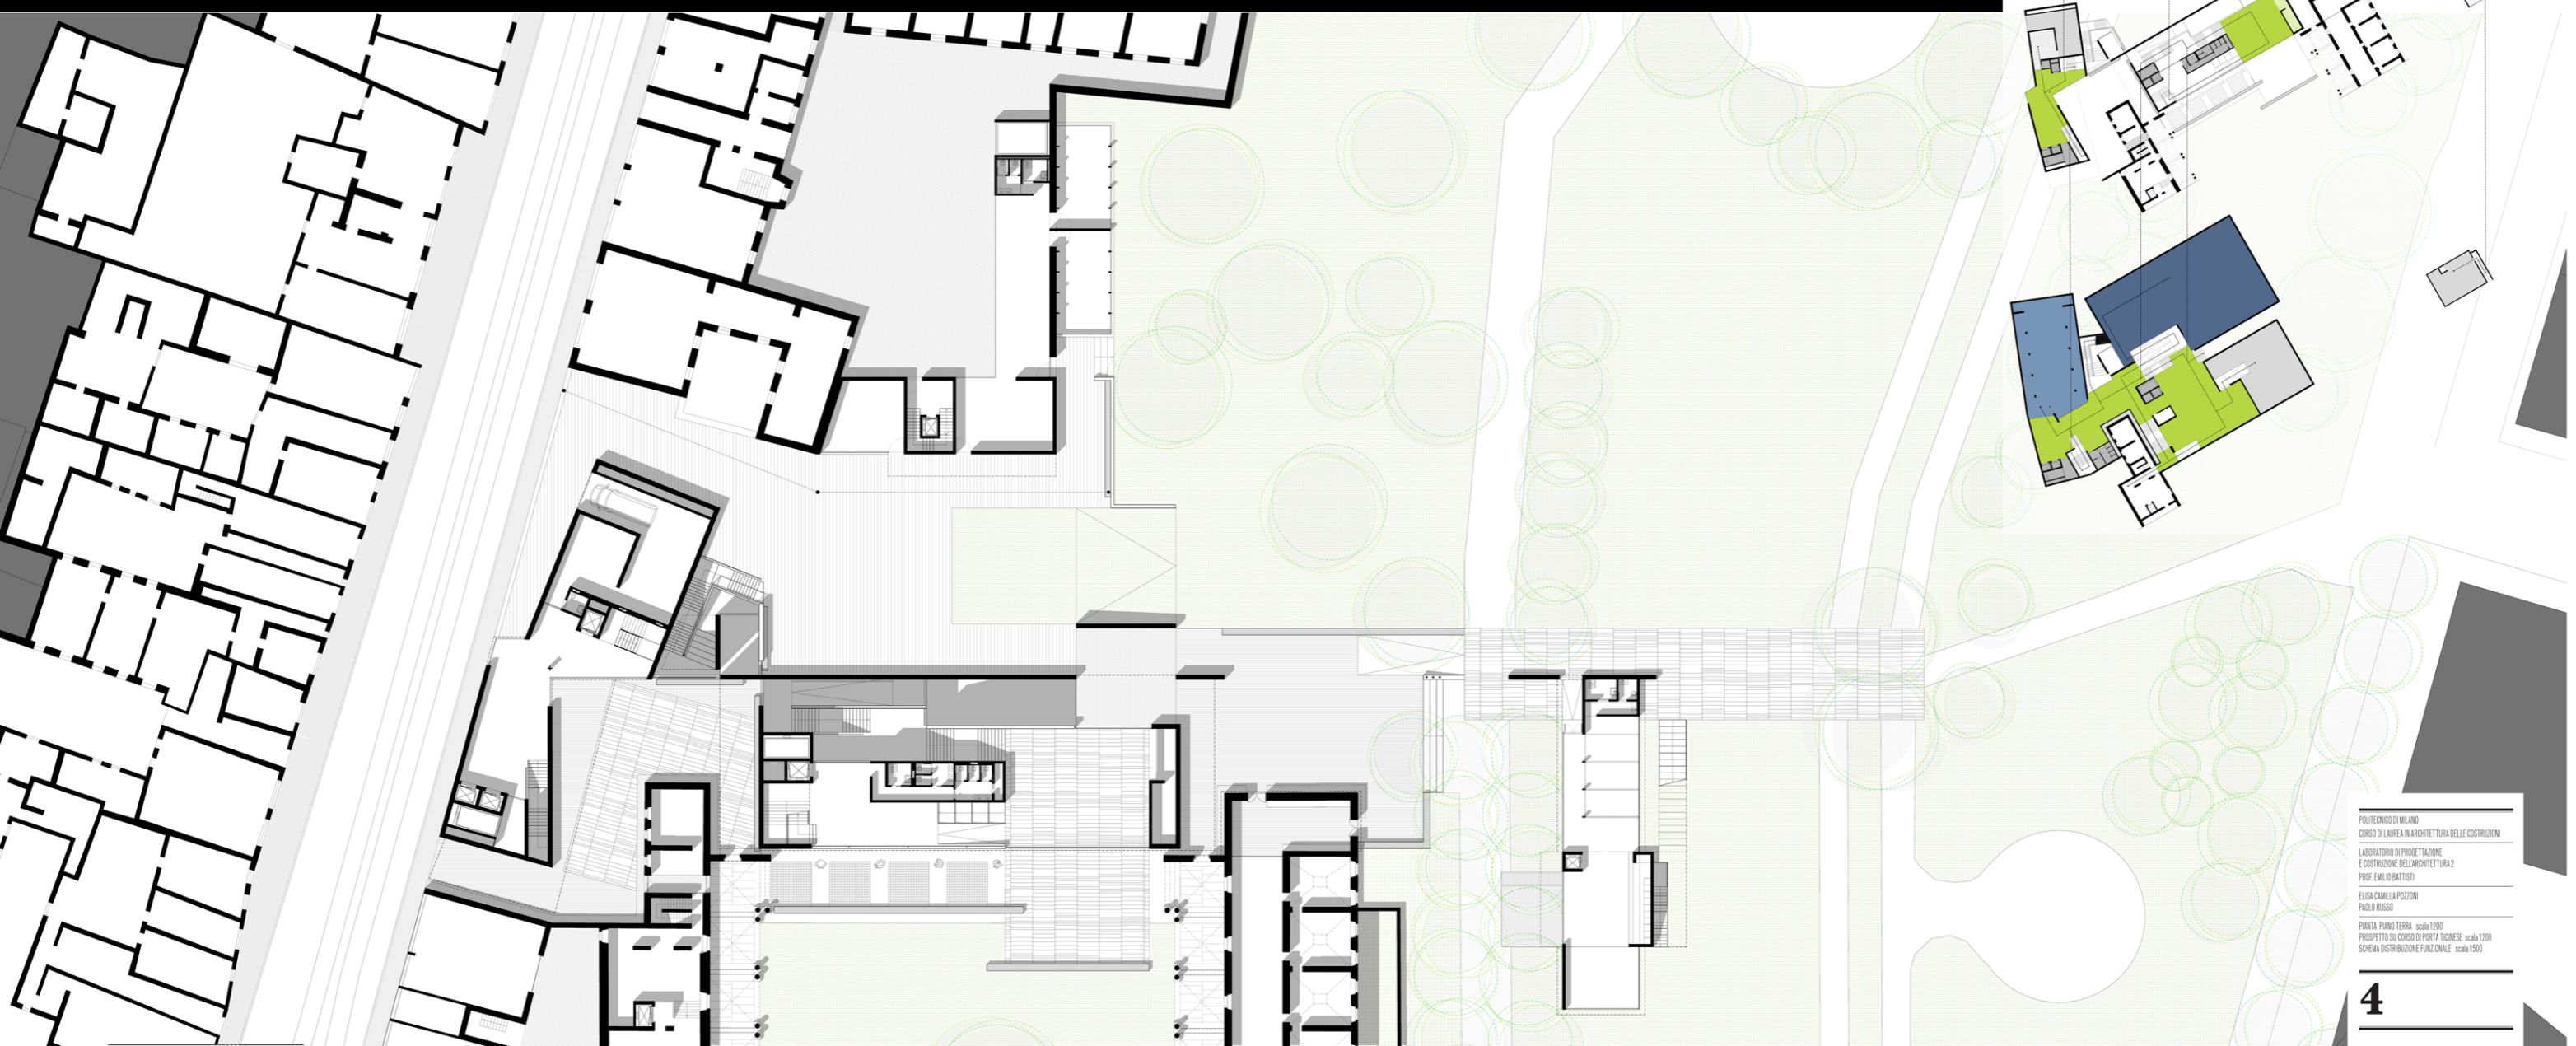 POLITECNICO DI MILANO
CORSO DI LAUREA IN ARCHITETTURA DELLE COSTRUZIONI
LABORATORIO DI PROGETTAZIONE
E COSTRUZIONE DELL'ARCHITETTURA 2
PROF. EMILIO BATTISTI
ELISA CAMILLA POZZONI
PAOLO RUSSO
PIANTA PIANO TERRA scala 1:200
PROSPETTO SU CORSO DI PORTA TICINESE scala 1:200
SCHEMA DISTRIBUZIONE FUNZIONALE scala 1:500
4